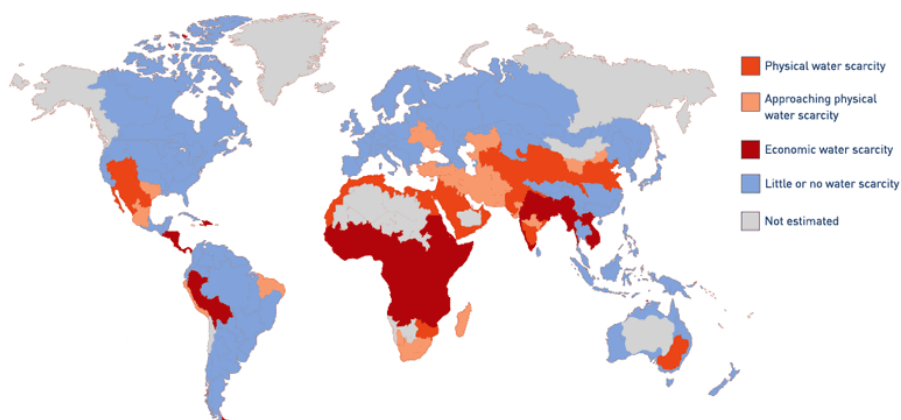 Physical water scarcity
Approaching physical
water scarcity
Economic water scarcity
Little or no water scarcity
Not estimated